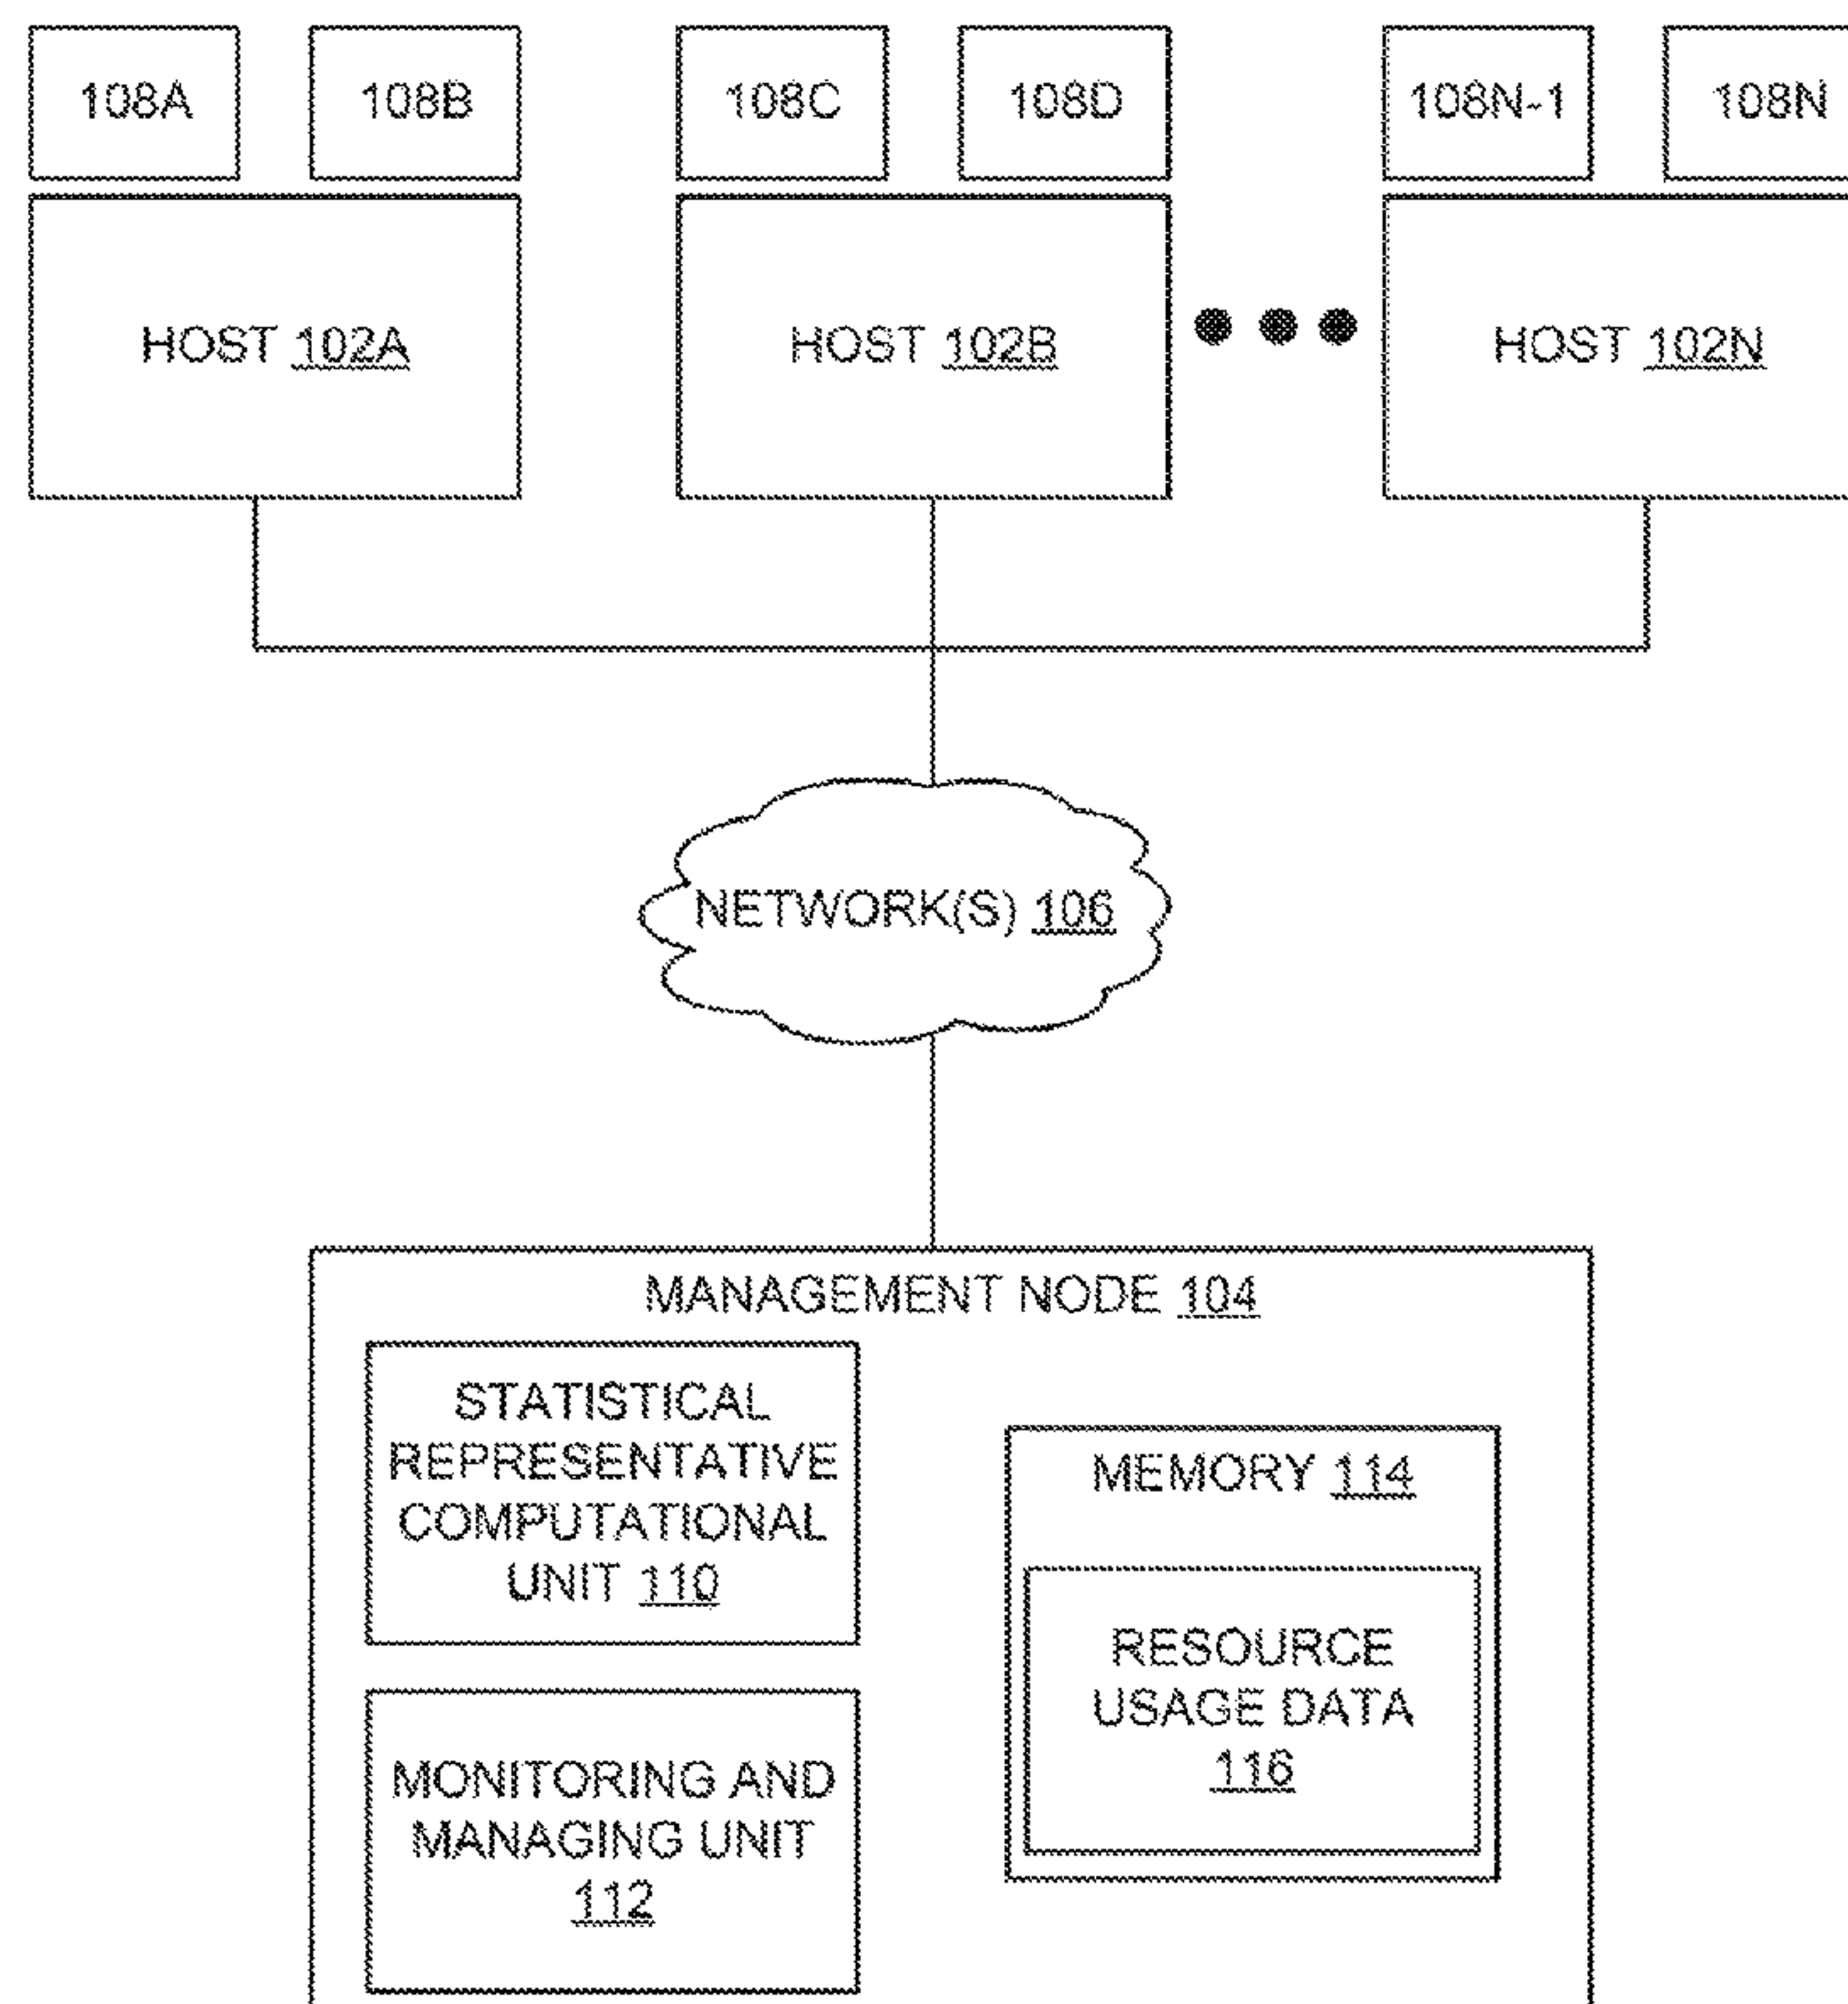 108A 108B 108C 108D 108N-1 108N
HOST 102A HOST 102B HOST 102N
NETWORK(S) 106
MANAGEMENT NODE 104
STATISTICAL
REPRESENTATIVE
COMPUTATIONAL
UNIT 110
MEMORY 114
RESOURCE
USAGE DATA
116
MONITORING AND
MANAGING UNIT
112